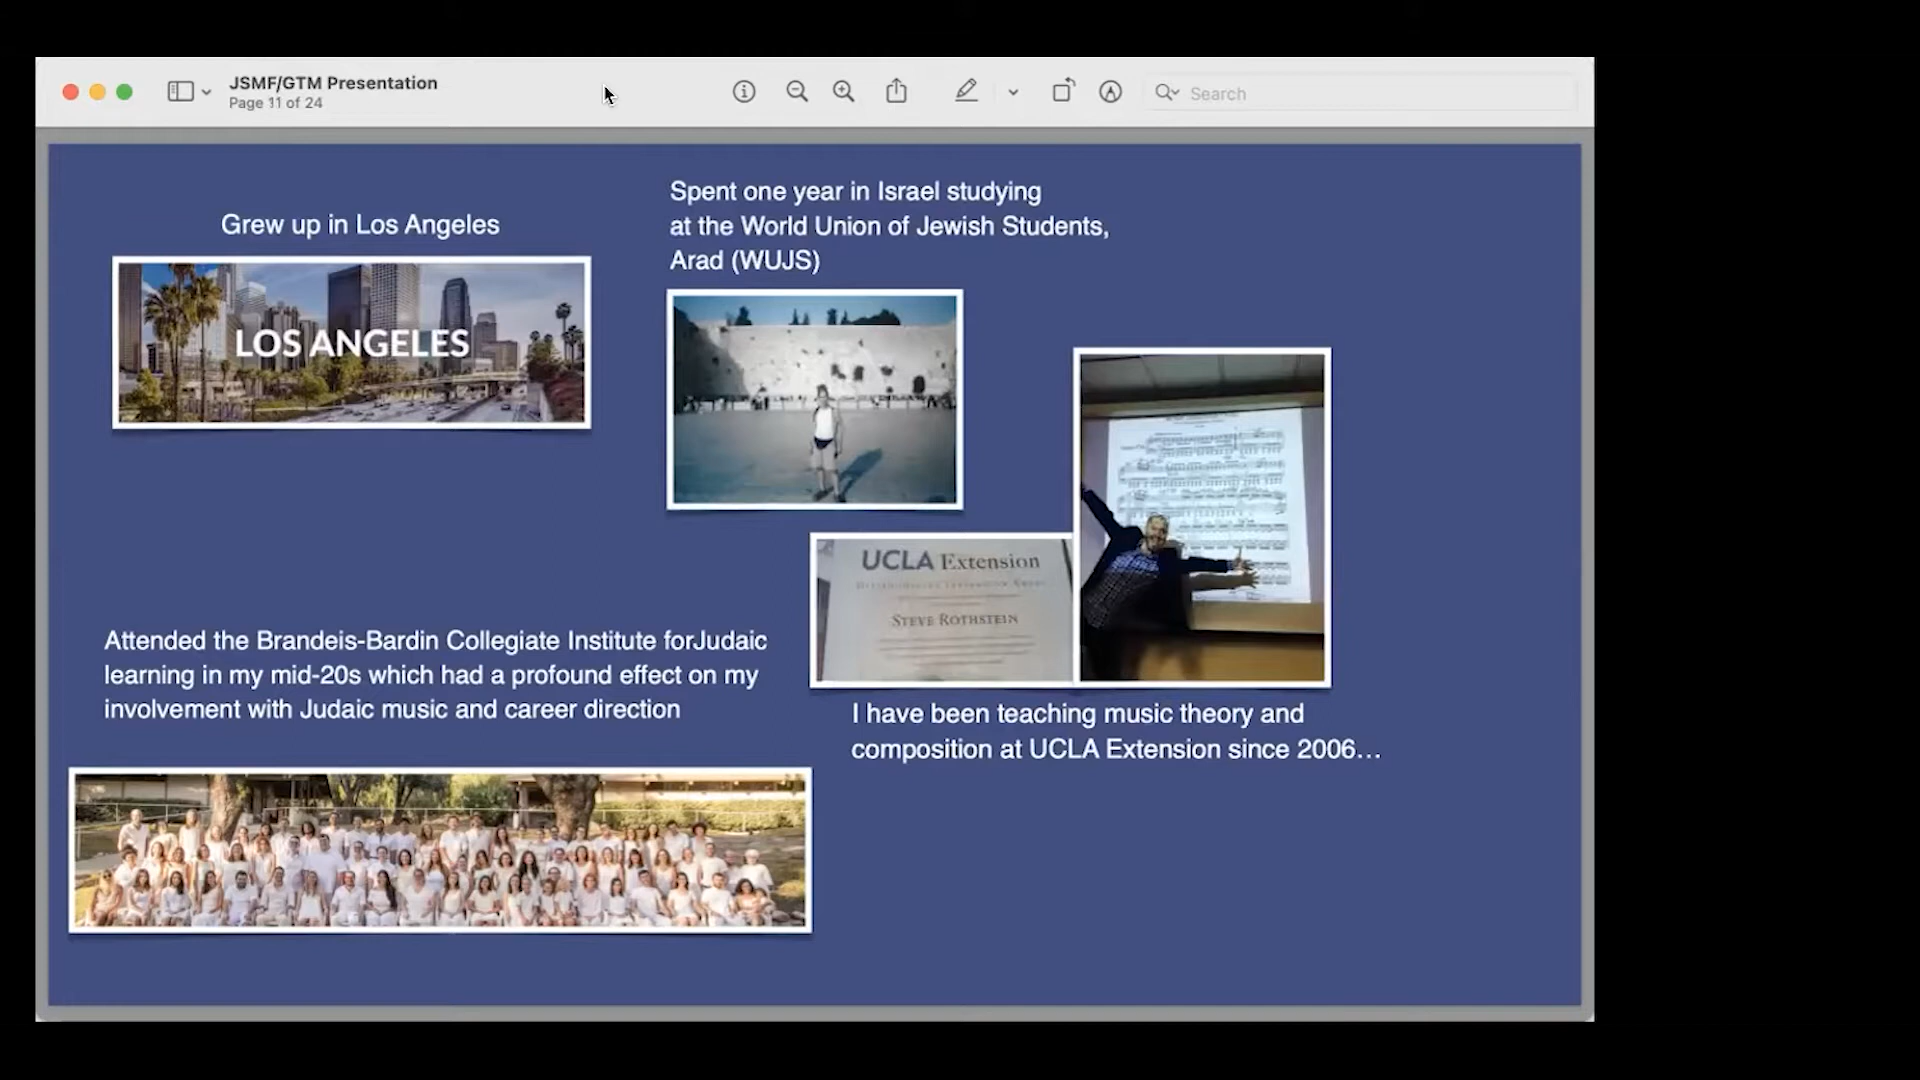 JSMF/GTM Presentation
Page 11 of 24
Search
Grew up in Los Angeles
LOS ANGELES
Spent one year in Israel studying
at the World Union of Jewish Students,
Arad (WUJS)
UCLA Extension
STEVE ROTHSTEIN
I have been teaching music theory and
composition at UCLA Extension since 2006…
Attended the Brandeis-Bardin Collegiate Institute forJudaic
learning in my mid-20s which had a profound effect on my
involvement with Judaic music and career direction